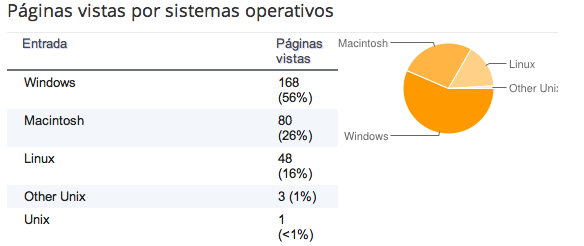 Páginas vistas por sistemas operativos
Entrada Páginas
vistas
Windows 168
(56%)
Macintosh 80
(26%)
Linux 48
(16%)
Other Unix 3 (1%)
Unix 1
(<1%)
Macintosh
Linux
Other Uni
Windows